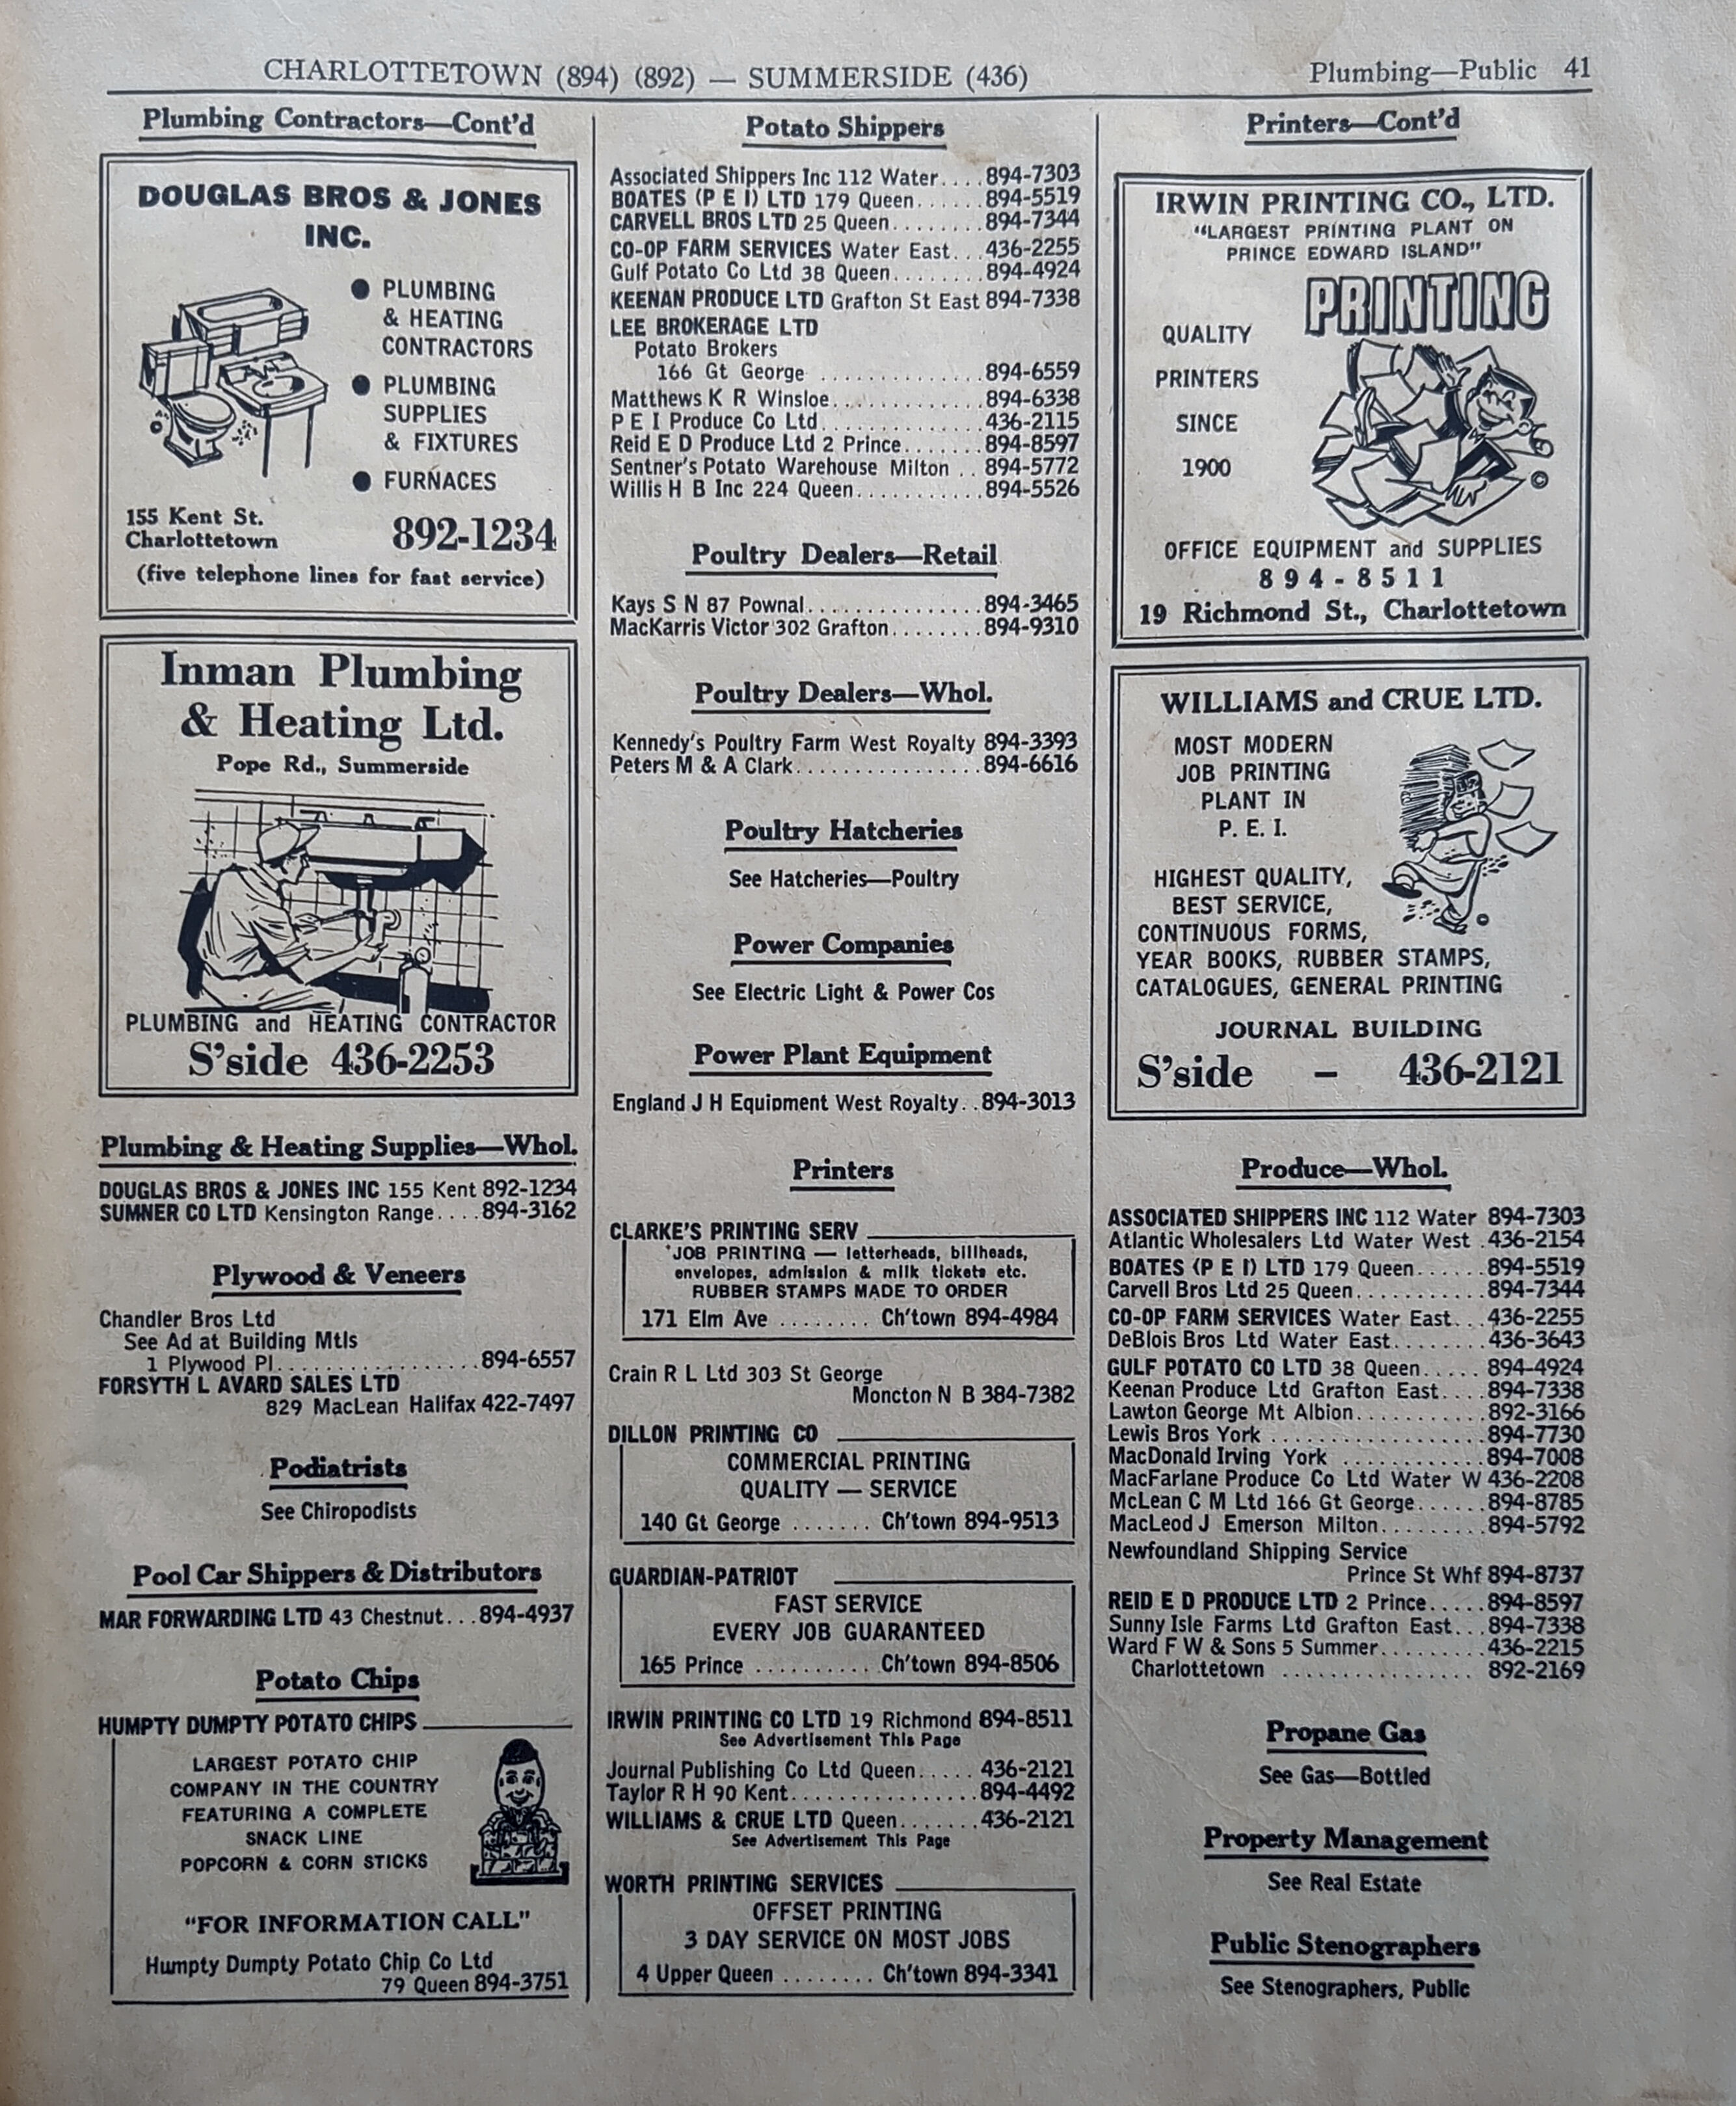 CHARLOTTETOWN (894) (892) — SUMMERSIDE (436)
Plumbing—Public 41
Plumbing Contractors—Cont'd
DOUGLAS BROS & JONES
INC.
● PLUMBING
& HEATING
CONTRACTORS
● PLUMBING
SUPPLIES
& FIXTURES
● FURNACES
155 Kent St.
Charlottetown
892-1234
(five telephone lines for fast service)
Inman Plumbing
& Heating Ltd.
Pope Rd., Summerside
PLUMBING and HEATING CONTRACTOR
S'side 436-2253
Plumbing & Heating Supplies—Whol.
DOUGLAS BROS & JONES INC 155 Kent 892-1234
SUMNER CO LTD Kensington Range.... 894-3162
Plywood & Veneers
Chandler Bros Ltd
See Ad at Building Mtls
1 Plywood Pl................. 894-6557
FORSYTH L AVARD SALES LTD
829 MacLean Halifax 422-7497
Podiatrists
See Chiropodists
Pool Car Shippers & Distributors
MAR FORWARDING LTD 43 Chestnut... 894-4937
Potato Chips
HUMPTY DUMPTY POTATO CHIPS
LARGEST POTATO CHIP
COMPANY IN THE COUNTRY
FEATURING A COMPLETE
SNACK LINE
POPCORN & CORN STICKS
"FOR INFORMATION CALL"
Humpty Dumpty Potato Chip Co Ltd
79 Queen 894-3751
Potato Shippers
Associated Shippers Inc 112 Water.... 894-7303
BOATES (P E I) LTD 179 Queen...... 894-5519
CARVELL BROS LTD 25 Queen........ 894-7344
CO-OP FARM SERVICES Water East... 436-2255
Gulf Potato Co Ltd 38 Queen........ 894-4924
KEENAN PRODUCE LTD Grafton St East 894-7338
LEE BROKERAGE LTD
Potato Brokers
166 Gt George .............. 894-6559
Matthews K R Winsloe............. 894-6338
P E I Produce Co Ltd.............. 436-2115
Reid E D Produce Ltd 2 Prince....... 894-8597
Sentner's Potato Warehouse Milton .. 894-5772
Willis H B Inc 224 Queen........... 894-5526
Poultry Dealers—Retail
Kays S N 87 Pownal............... 894-3465
MacKarris Victor 302 Grafton........ 894-9310
Poultry Dealers—Whol.
Kennedy's Poultry Farm West Royalty 894-3393
Peters M & A Clark................ 894-6616
Poultry Hatcheries
See Hatcheries—Poultry
Power Companies
See Electric Light & Power Cos
Power Plant Equipment
England J H Equipment West Royalty.. 894-3013
Printers
CLARKE'S PRINTING SERV
JOB PRINTING — letterheads, billheads,
envelopes, admission & milk tickets etc.
RUBBER STAMPS MADE TO ORDER
171 Elm Ave ........ Ch'town 894-4984
Crain R L Ltd 303 St George
Moncton N B 384-7382
DILLON PRINTING CO
COMMERCIAL PRINTING
QUALITY — SERVICE
140 Gt George ....... Ch'town 894-9513
GUARDIAN-PATRIOT
FAST SERVICE
EVERY JOB GUARANTEED
165 Prince .......... Ch'town 894-8506
IRWIN PRINTING CO LTD 19 Richmond 894-8511
See Advertisement This Page
Journal Publishing Co Ltd Queen..... 436-2121
Taylor R H 90 Kent................ 894-4492
WILLIAMS & CRUE LTD Queen....... 436-2121
See Advertisement This Page
WORTH PRINTING SERVICES
OFFSET PRINTING
3 DAY SERVICE ON MOST JOBS
4 Upper Queen ........ Ch'town 894-3341
Printers—Cont'd
IRWIN PRINTING CO., LTD.
"LARGEST PRINTING PLANT ON
PRINCE EDWARD ISLAND"
PRINTING
QUALITY
PRINTERS
SINCE
1900
©
OFFICE EQUIPMENT and SUPPLIES
894-8511
19 Richmond St., Charlottetown
WILLIAMS and CRUE LTD.
MOST MODERN
JOB PRINTING
PLANT IN
P. E. I.
HIGHEST QUALITY,
BEST SERVICE,
CONTINUOUS FORMS,
YEAR BOOKS, RUBBER STAMPS,
CATALOGUES, GENERAL PRINTING
JOURNAL BUILDING
S'side – 436-2121
Produce—Whol.
ASSOCIATED SHIPPERS INC 112 Water 894-7303
Atlantic Wholesalers Ltd Water West . 436-2154
BOATES (P E I) LTD 179 Queen...... 894-5519
Carvell Bros Ltd 25 Queen........... 894-7344
CO-OP FARM SERVICES Water East... 436-2255
DeBlois Bros Ltd Water East........ 436-3643
GULF POTATO CO LTD 38 Queen..... 894-4924
Keenan Produce Ltd Grafton East.... 894-7338
Lawton George Mt Albion........... 892-3166
Lewis Bros York .................. 894-7730
MacDonald Irving York ............ 894-7008
MacFarlane Produce Co Ltd Water W 436-2208
McLean C M Ltd 166 Gt George...... 894-8785
MacLeod J Emerson Milton......... 894-5792
Newfoundland Shipping Service
Prince St Whf 894-8737
REID E D PRODUCE LTD 2 Prince..... 894-8597
Sunny Isle Farms Ltd Grafton East... 894-7338
Ward F W & Sons 5 Summer......... 436-2215
Charlottetown ................ 892-2169
Propane Gas
See Gas—Bottled
Property Management
See Real Estate
Public Stenographers
See Stenographers, Public